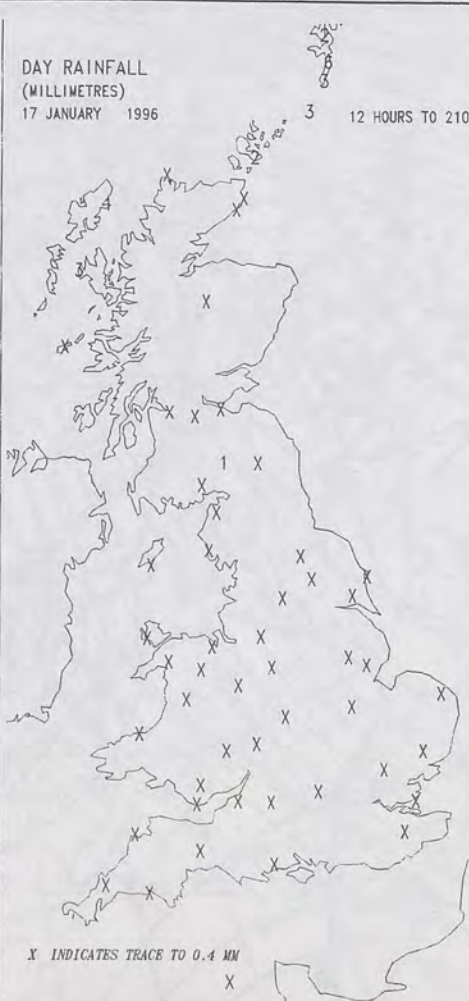 DAY RAINFALL
(MILLIMETRES)
17 JANUARY 1996
3 12 HOURS TO 210
1
X INDICATES TRACE TO 0.4 MM